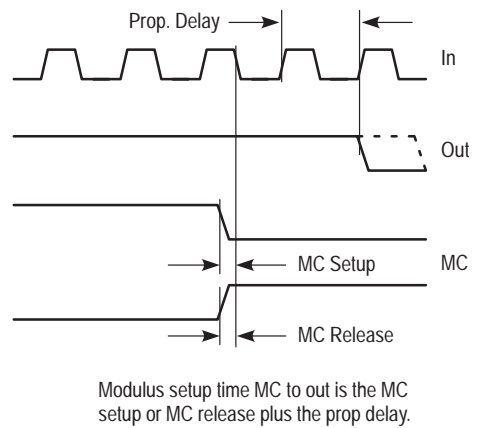 Prop. Delay
In
Out
MC Setup
MC
MC Release
Modulus setup time MC to out is the MC
setup or MC release plus the prop delay.